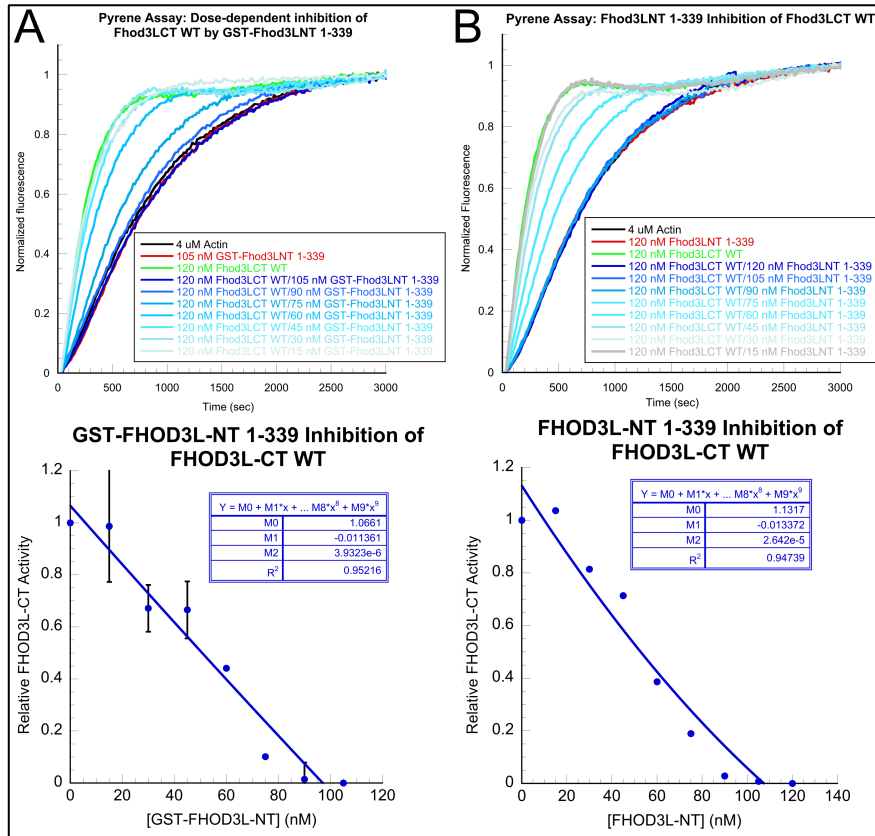 A
Pyrene Assay: Dose-dependent inhibition of
Fhod3LCT WT by GST-Fhod3LNT 1-339
Normalized fluorescence
1
0.8
0.6
0.4
0.2
0
4 uM Actin
105 nM GST-Fhod3LNT 1-339
120 nM Fhod3LCT WT
120 nM Fhod3LCT WT/105 nM GST-Fhod3LNT 1-339
120 nM Fhod3LCT WT/90 nM GST-Fhod3LNT 1-339
120 nM Fhod3LCT WT/75 nM GST-Fhod3LNT 1-339
120 nM Fhod3LCT WT/60 nM GST-Fhod3LNT 1-339
120 nM Fhod3LCT WT/45 nM GST-Fhod3LNT 1-339
120 nM Fhod3LCT WT/30 nM GST-Fhod3LNT 1-339
120 nM Fhod3LCT WT/15 nM GST-Fhod3LNT 1-339
0 500 1000 1500 2000 2500 3000
Time (sec)
B
Pyrene Assay: Fhod3LNT 1-339 Inhibition of Fhod3LCT WT
Normalized Fluorescence
1
0.8
0.6
0.4
0.2
0
4 uM Actin
120 nM Fhod3LNT 1-339
120 nM Fhod3LCT WT
120 nM Fhod3LCT WT/120 nM Fhod3LNT 1-339
120 nM Fhod3LCT WT/105 nM Fhod3LNT 1-339
120 nM Fhod3LCT WT/90 nM Fhod3LNT 1-339
120 nM Fhod3LCT WT/75 nM Fhod3LNT 1-339
120 nM Fhod3LCT WT/60 nM Fhod3LNT 1-339
120 nM Fhod3LCT WT/45 nM Fhod3LNT 1-339
120 nM Fhod3LCT WT/30 nM Fhod3LNT 1-339
120 nM Fhod3LCT WT/15 nM Fhod3LNT 1-339
0 500 1000 1500 2000 2500 3000
Time (sec)
GST-FHOD3L-NT 1-339 Inhibition of
FHOD3L-CT WT
Relative FHOD3L-CT Activity
1.2
1
0.8
0.6
0.4
0.2
0
Y = M0 + M1*x + ... M8*x⁸ + M9*x⁹
M0 1.0661
M1 -0.011361
M2 3.9323e-6
R² 0.95216
0 20 40 60 80 100 120
[GST-FHOD3L-NT] (nM)
FHOD3L-NT 1-339 Inhibition of
FHOD3L-CT WT
Relative FHOD3L-CT Activity
1.2
1
0.8
0.6
0.4
0.2
0
Y = M0 + M1*x + ... M8*x⁸ + M9*x⁹
M0 1.1317
M1 -0.013372
M2 2.642e-5
R² 0.94739
0 20 40 60 80 100 120 140
[FHOD3L-NT] (nM)